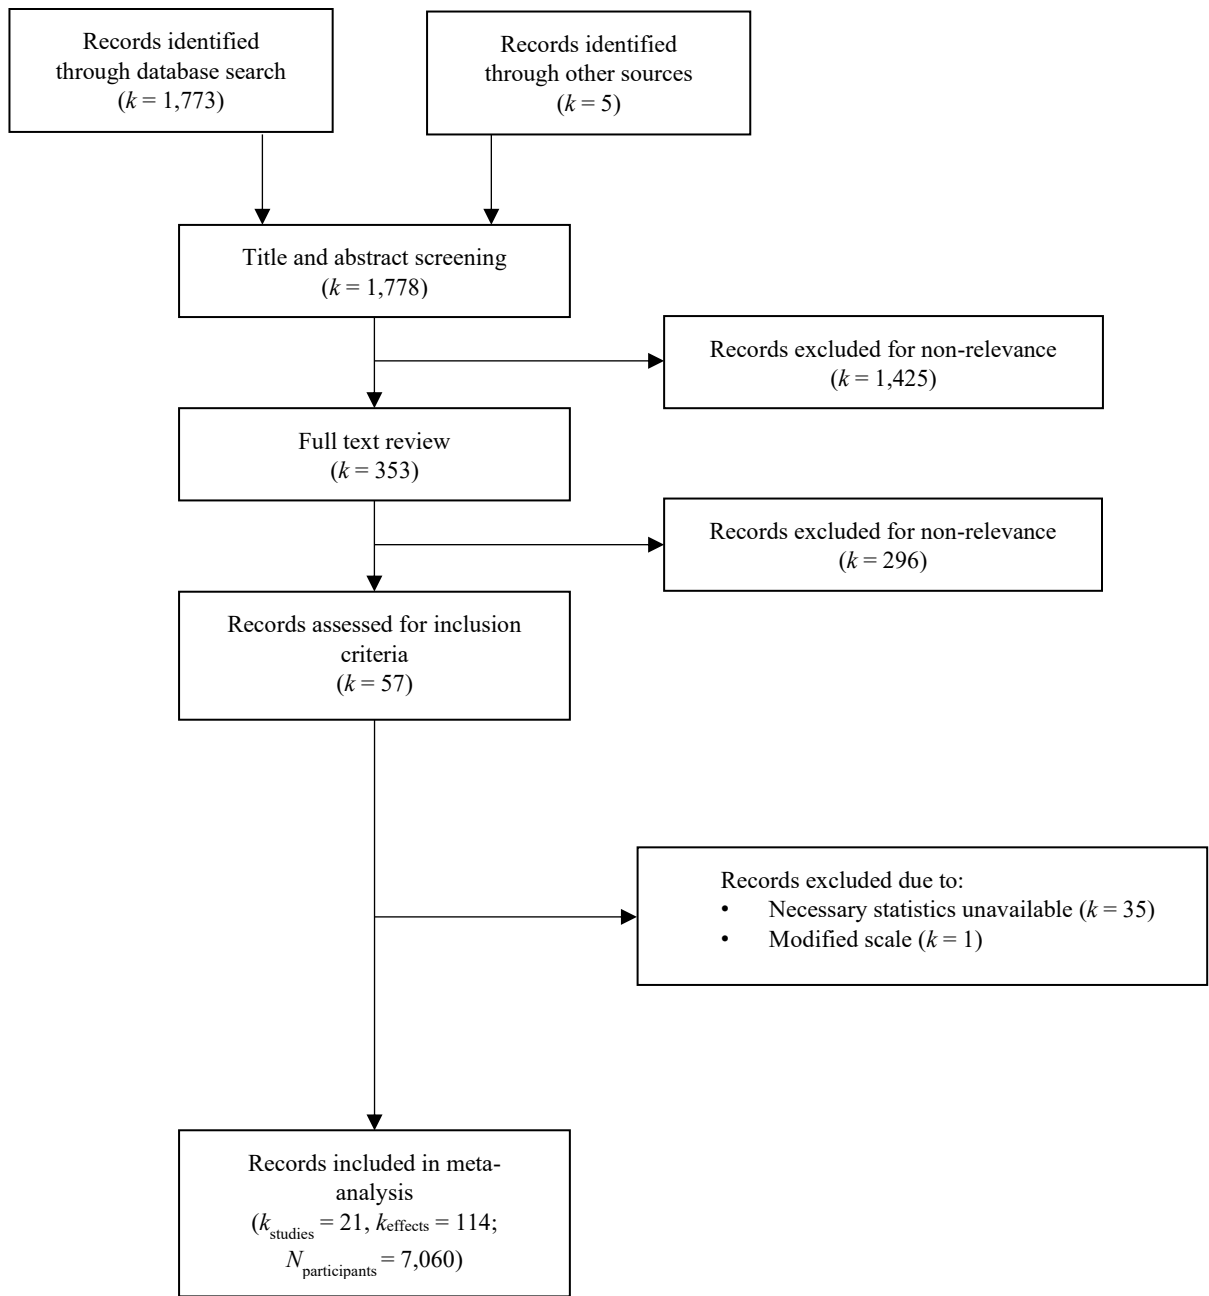 Records identified
through database search
(k = 1,773)
Records identified
through other sources
(k = 5)
Title and abstract screening
(k = 1,778)
Records excluded for non-relevance
(k = 1,425)
Full text review
(k = 353)
Records excluded for non-relevance
(k = 296)
Records assessed for inclusion
criteria
(k = 57)
Records excluded due to:
• Necessary statistics unavailable (k = 35)
• Modified scale (k = 1)
Records included in meta-
analysis
(kstudies = 21, keffects = 114;
Nparticipants = 7,060)